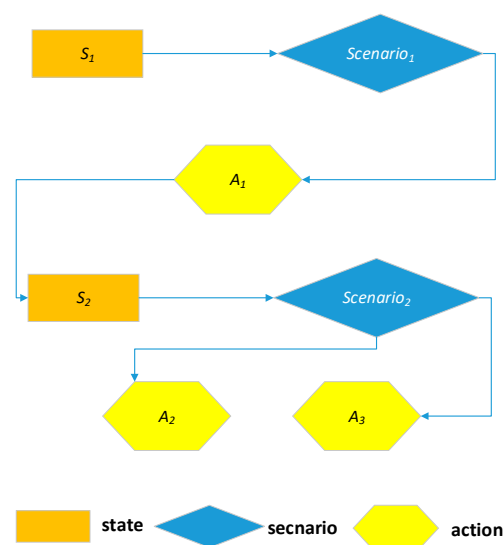 S₁
Scenario₁
A₁
S₂
Scenario₂
A₂
A₃
state
secnario
action